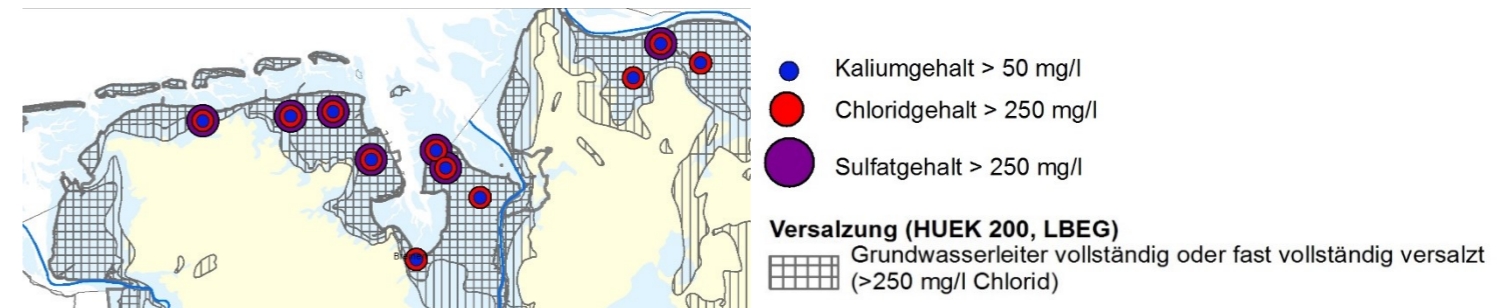 Kaliumgehalt > 50 mg/l
Chloridgehalt > 250 mg/l
Sulfatgehalt > 250 mg/l
Versalzung (HUEK 200, LBEG)
Grundwasserleiter vollständig oder fast vollständig versalzt
(>250 mg/l Chlorid)